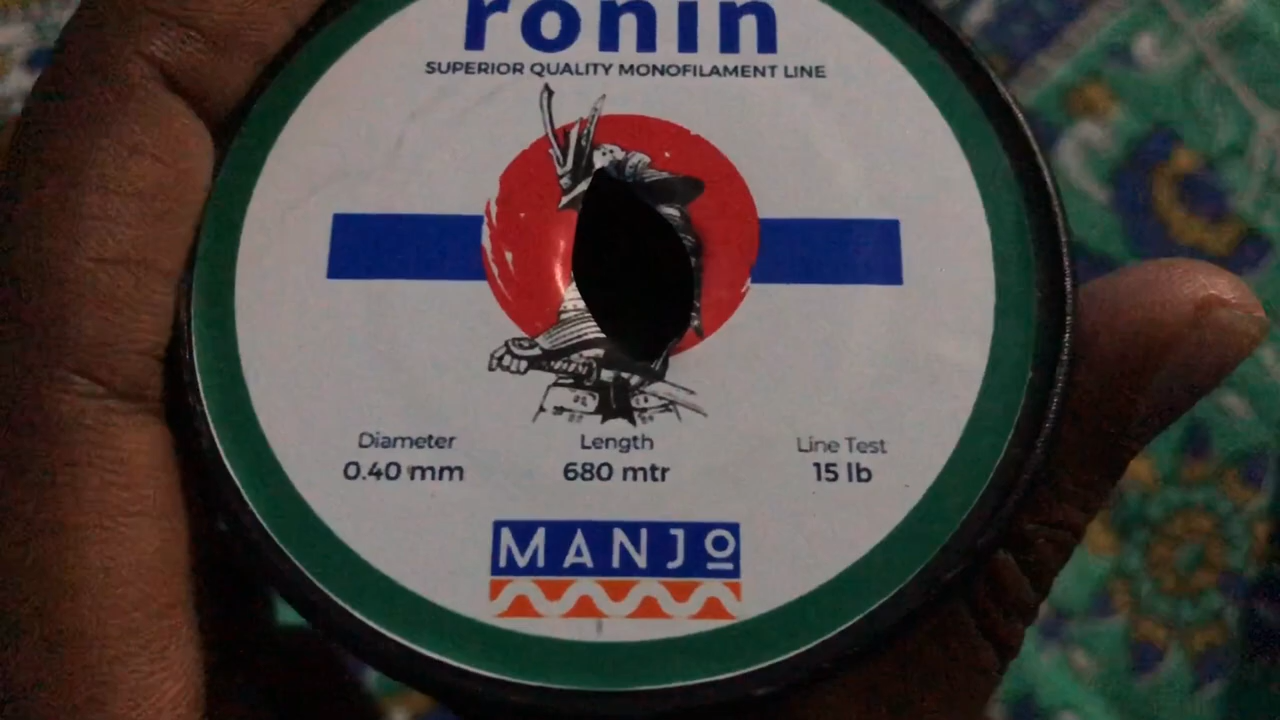 ronin
SUPERIOR QUALITY MONOFILAMENT LINE
Diameter Length Line Test
0.40 mm 680 mtr 15 lb
MANJO